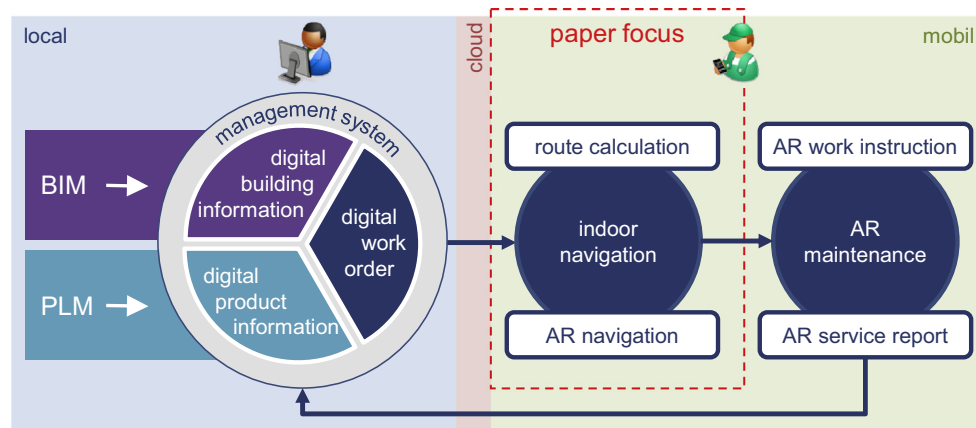 local
cloud
paper focus
mobil
management system
BIM
PLM
digital
building
information
digital
work
order
digital
product
information
route calculation
indoor
navigation
AR navigation
AR work instruction
AR
maintenance
AR service report